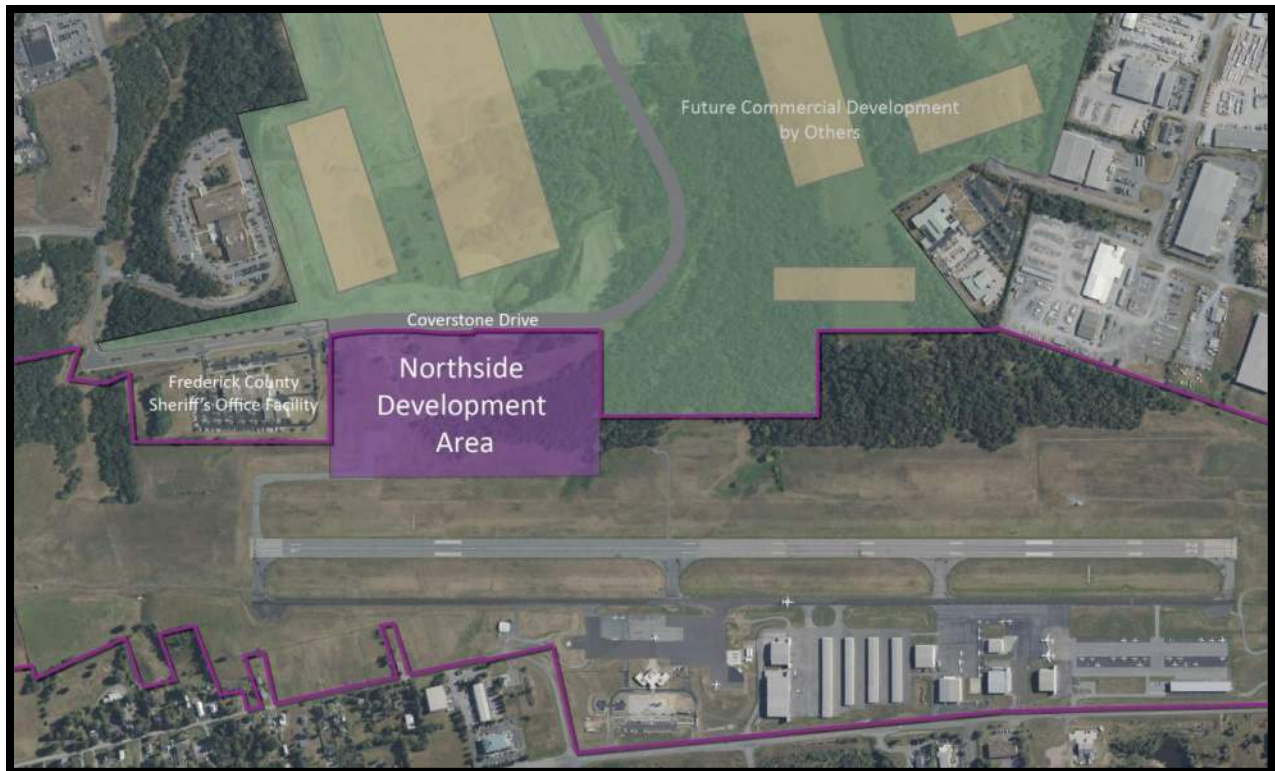 Future Commercial Development
by Others
Coverstone Drive
Northside
Development
Area
Frederick County
Sheriff's Office Facility